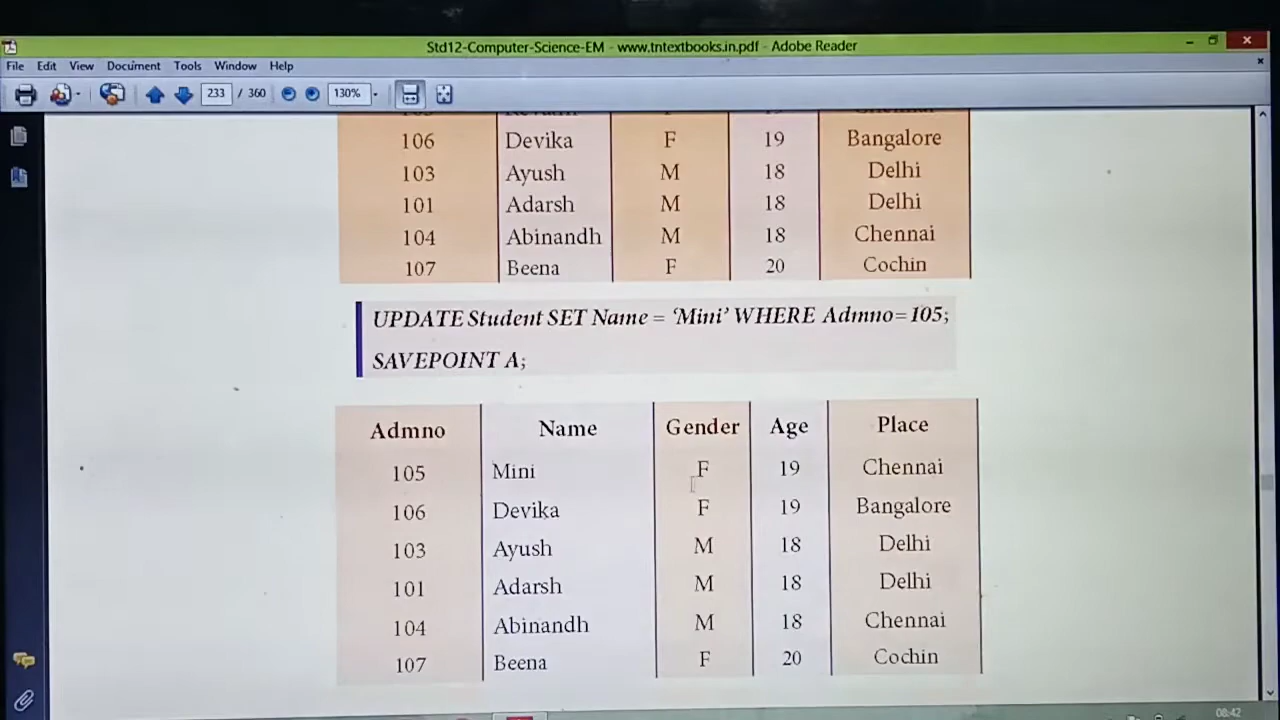 Std12-Computer-Science-EM - www.tntextbooks.in.pdf - Adobe Reader
File Edit View Document Tools Window Help
233 / 360 130%
106 Devika F 19 Bangalore
103 Ayush M 18 Delhi
101 Adarsh M 18 Delhi
104 Abinandh M 18 Chennai
107 Beena F 20 Cochin
UPDATE Student SET Name = ‘Mini’ WHERE Admno=105;
SAVEPOINT A;
Admno Name Gender Age Place
105 Mini F 19 Chennai
106 Devika F 19 Bangalore
103 Ayush M 18 Delhi
101 Adarsh M 18 Delhi
104 Abinandh M 18 Chennai
107 Beena F 20 Cochin
08:42